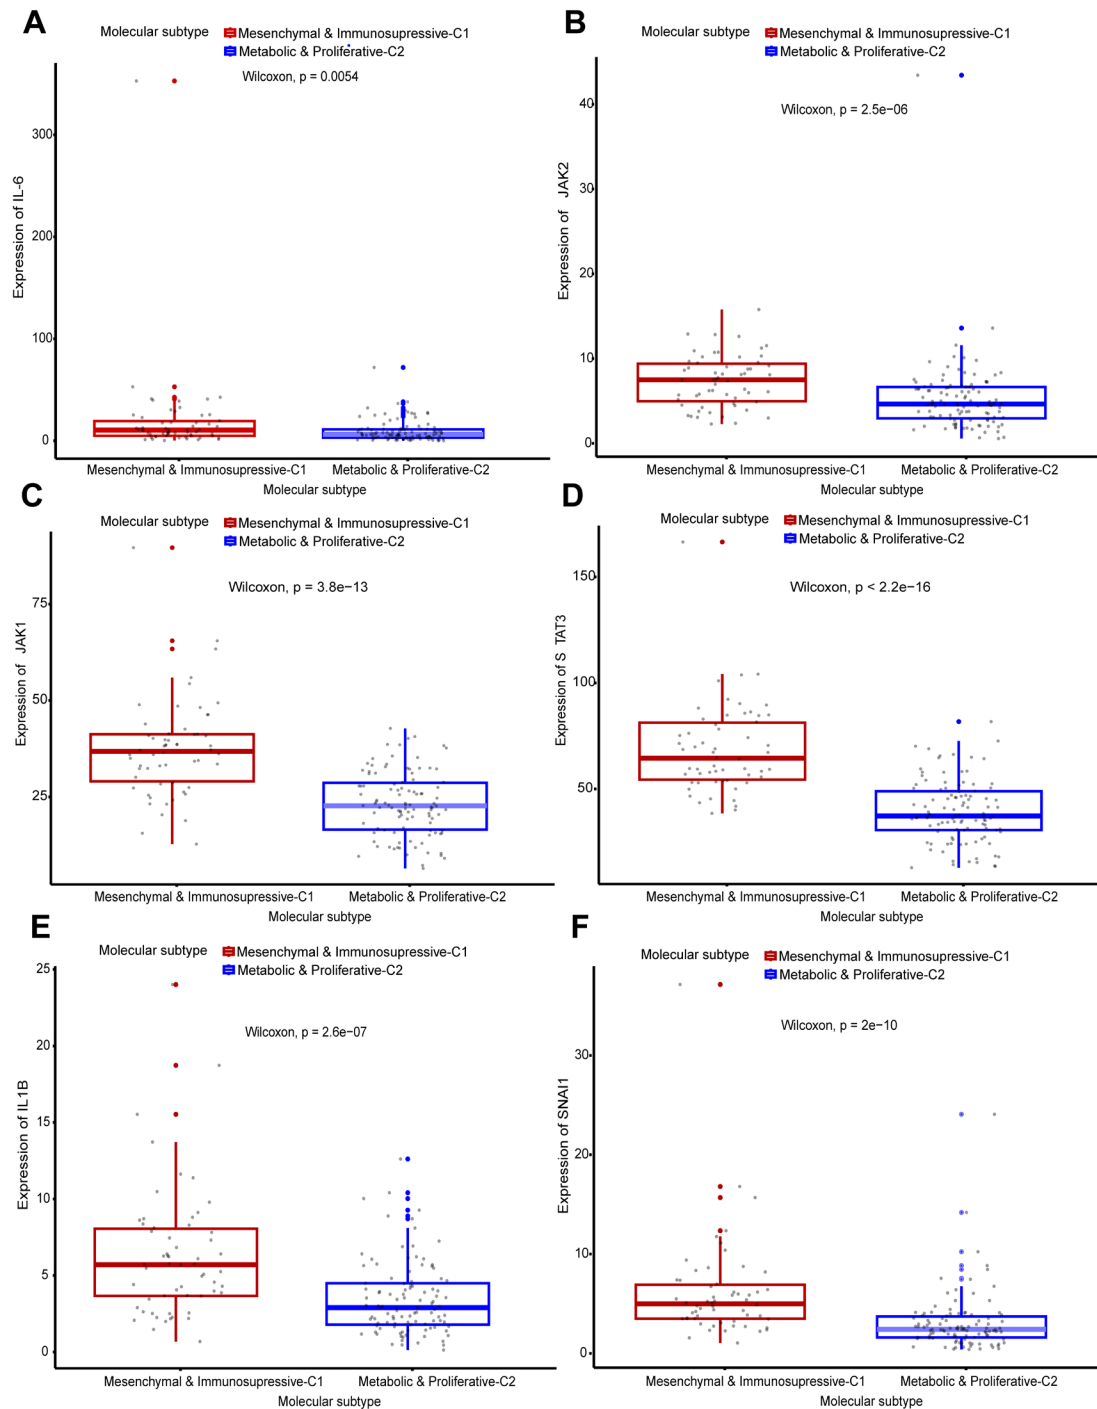 A
Molecular subtype
Mesenchymal & Immunosupressive-C1
Metabolic & Proliferative-C2
Wilcoxon, p = 0.0054
Expression of IL-6
300
200
100
0
Mesenchymal & Immunosupressive-C1
Metabolic & Proliferative-C2
Molecular subtype
B
Molecular subtype
Mesenchymal & Immunosupressive-C1
Metabolic & Proliferative-C2
Wilcoxon, p = 2.5e−06
Expression of JAK2
40
30
20
10
0
Mesenchymal & Immunosupressive-C1
Metabolic & Proliferative-C2
Molecular subtype
C
Molecular subtype
Mesenchymal & Immunosupressive-C1
Metabolic & Proliferative-C2
Wilcoxon, p = 3.8e−13
Expression of JAK1
75
50
25
Mesenchymal & Immunosupressive-C1
Metabolic & Proliferative-C2
Molecular subtype
D
Molecular subtype
Mesenchymal & Immunosupressive-C1
Metabolic & Proliferative-C2
Wilcoxon, p < 2.2e−16
Expression of S TAT3
150
100
50
Mesenchymal & Immunosupressive-C1
Metabolic & Proliferative-C2
Molecular subtype
E
Molecular subtype
Mesenchymal & Immunosupressive-C1
Metabolic & Proliferative-C2
Wilcoxon, p = 2.6e−07
Expression of IL1B
25
20
15
10
5
0
Mesenchymal & Immunosupressive-C1
Metabolic & Proliferative-C2
Molecular subtype
F
Molecular subtype
Mesenchymal & Immunosupressive-C1
Metabolic & Proliferative-C2
Wilcoxon, p = 2e−10
Expression of SNAI1
30
20
10
0
Mesenchymal & Immunosupressive-C1
Metabolic & Proliferative-C2
Molecular subtype